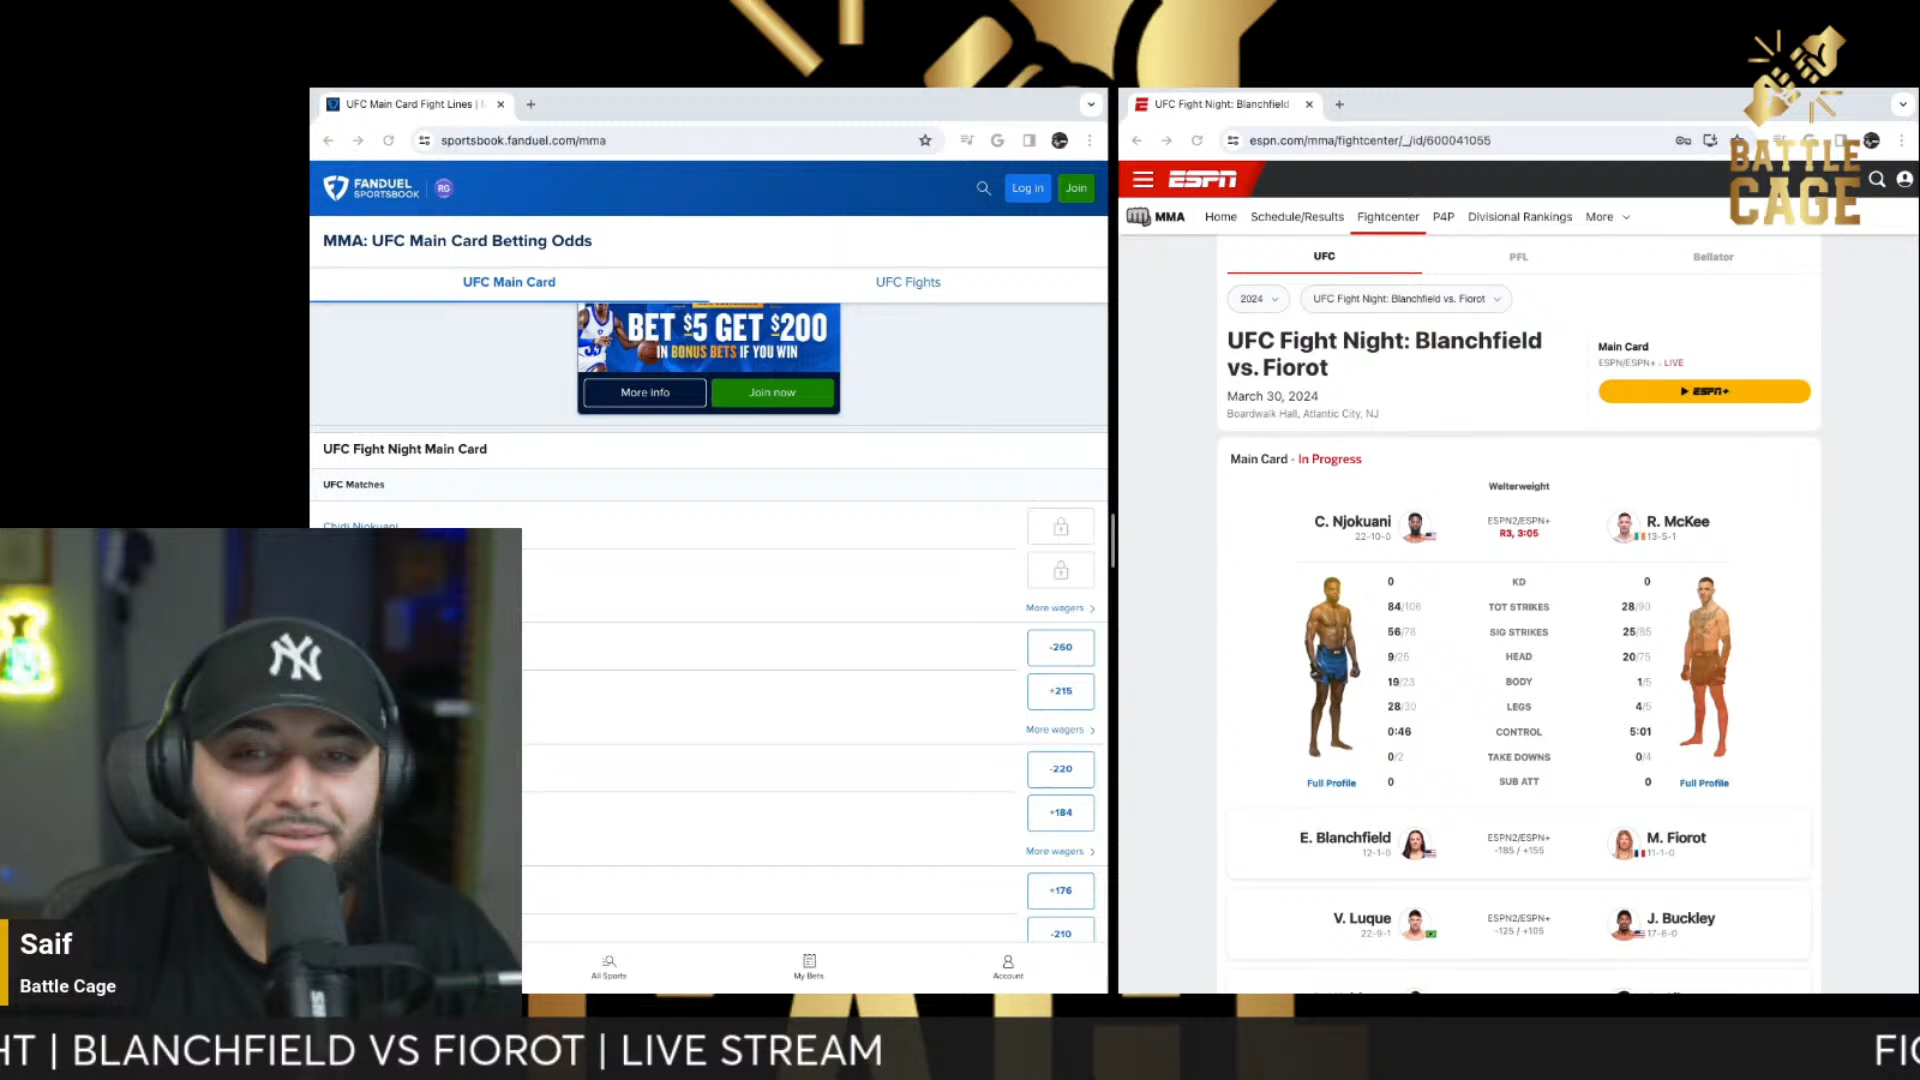 UFC Main Card Fight Lines |
sportsbook.fanduel.com/mma
FANDUEL
SPORTSBOOK
RG
Log in
Join
MMA: UFC Main Card Betting Odds
UFC Main Card
UFC Fights
BET $5 GET $200
IN BONUS BETS IF YOU WIN
More info
Join now
UFC Fight Night Main Card
UFC Matches
Chidi Njokuani
More wagers >
-260
+215
More wagers >
-220
+184
More wagers >
+176
-210
All Sports
My Bets
Account
UFC Fight Night: Blanchfield
espn.com/mma/fightcenter/_/id/600041055
BATTLE
CAGE
ESPN
MMA
Home
Schedule/Results
Fightcenter
P4P
Divisional Rankings
More
UFC
PFL
Bellator
2024
UFC Fight Night: Blanchfield vs. Fiorot
UFC Fight Night: Blanchfield
vs. Fiorot
March 30, 2024
Boardwalk Hall, Atlantic City, NJ
Main Card
ESPN/ESPN+ - LIVE
ESPN+
Main Card - In Progress
Welterweight
C. Njokuani
22-10-0
ESPN2/ESPN+
R3, 3:05
R. McKee
13-5-1
0 KD 0
84/106 TOT STRIKES 28/90
56/76 SIG STRIKES 25/85
9/25 HEAD 20/75
19/23 BODY 1/5
28/30 LEGS 4/5
0:46 CONTROL 5:01
0/2 TAKE DOWNS 0/4
Full Profile 0 SUB ATT 0 Full Profile
E. Blanchfield
12-1-0
ESPN2/ESPN+
-185 / +155
M. Fiorot
11-1-0
V. Luque
22-9-1
ESPN2/ESPN+
-125 / +105
J. Buckley
17-6-0
NY
Saif
Battle Cage
HT | BLANCHFIELD VS FIOROT | LIVE STREAM
FIO